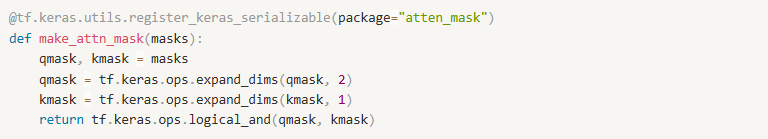 @tf.keras.utils.register_keras_serializable(package="atten_mask")
def make_attn_mask(masks):
    qmask, kmask = masks
    qmask = tf.keras.ops.expand_dims(qmask, 2)
    kmask = tf.keras.ops.expand_dims(kmask, 1)
    return tf.keras.ops.logical_and(qmask, kmask)